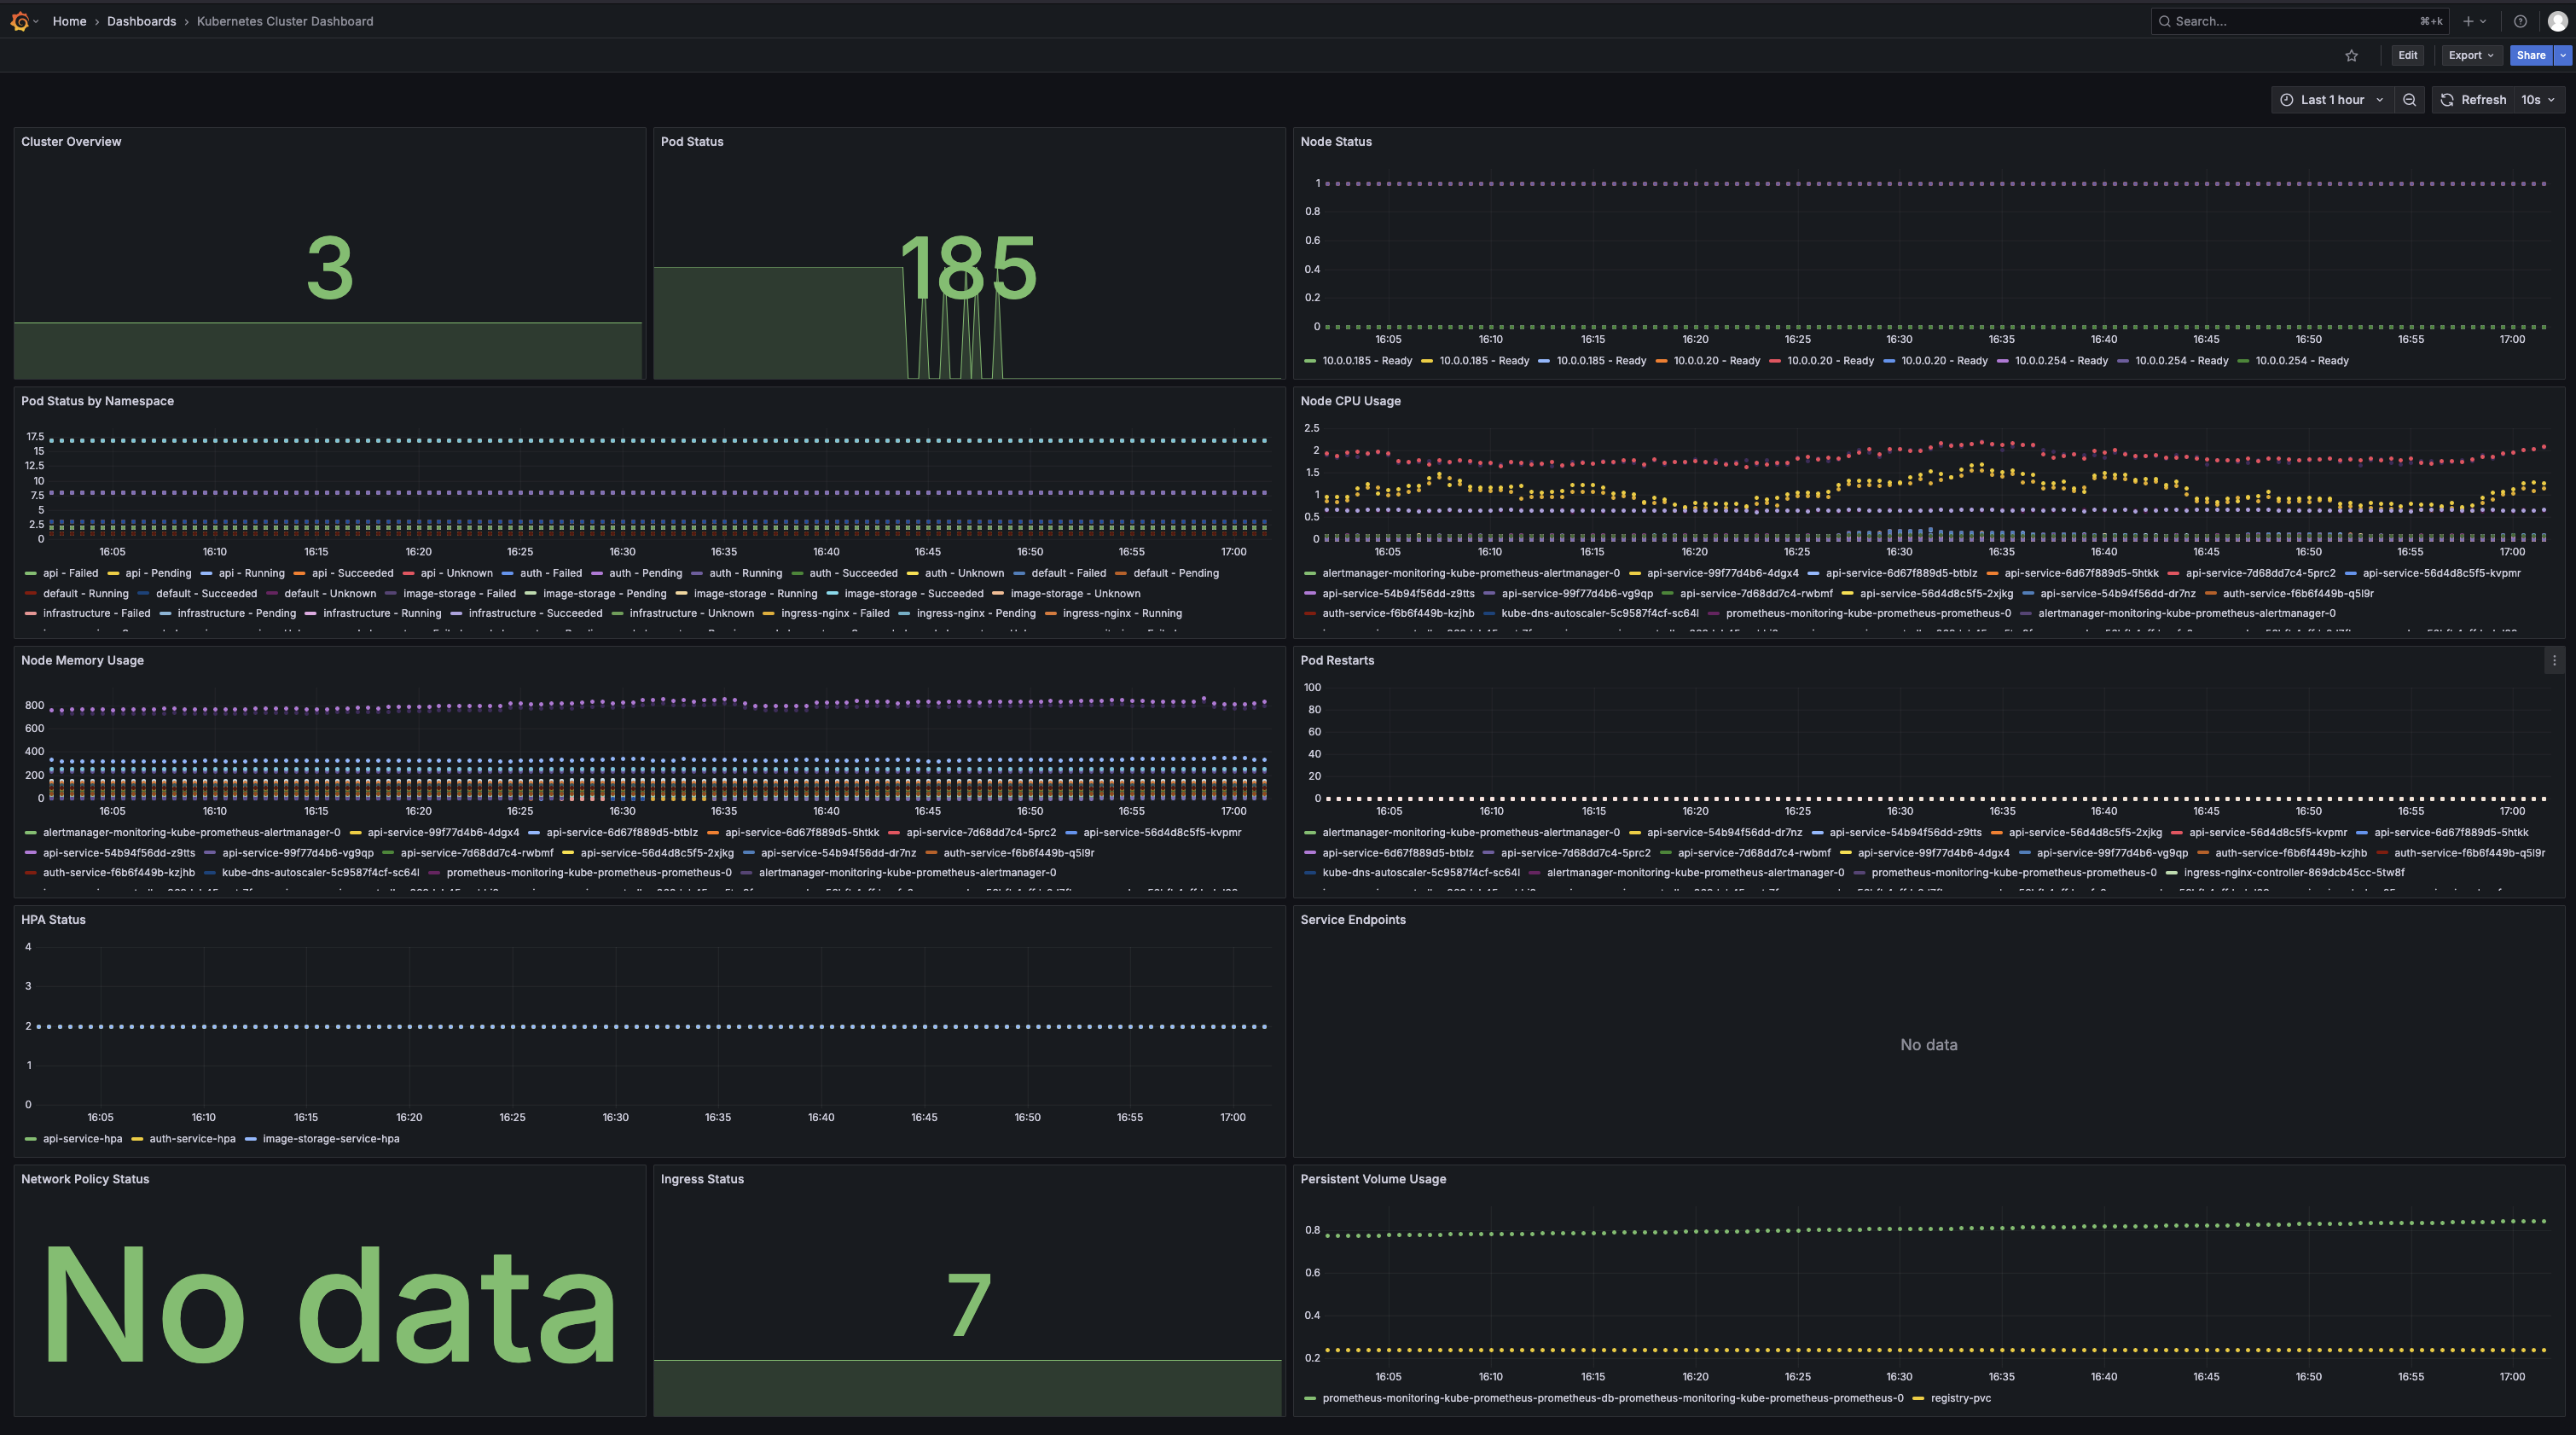 Home › Dashboards › Kubernetes Cluster Dashboard
Search... ⌘+k
Edit Export Share
Last 1 hour Refresh 10s
Cluster Overview
3
Pod Status
185
Node Status
1
0.8
0.6
0.4
0.2
0
16:05 16:10 16:15 16:20 16:25 16:30 16:35 16:40 16:45 16:50 16:55 17:00
10.0.0.185 - Ready 10.0.0.185 - Ready 10.0.0.185 - Ready 10.0.0.20 - Ready 10.0.0.20 - Ready 10.0.0.20 - Ready 10.0.0.254 - Ready 10.0.0.254 - Ready 10.0.0.254 - Ready
Pod Status by Namespace
17.5
15
12.5
10
7.5
5
2.5
0
16:05 16:10 16:15 16:20 16:25 16:30 16:35 16:40 16:45 16:50 16:55 17:00
api - Failed api - Pending api - Running api - Succeeded api - Unknown auth - Failed auth - Pending auth - Running auth - Succeeded auth - Unknown default - Failed default - Pending
default - Running default - Succeeded default - Unknown image-storage - Failed image-storage - Pending image-storage - Running image-storage - Succeeded image-storage - Unknown
infrastructure - Failed infrastructure - Pending infrastructure - Running infrastructure - Succeeded infrastructure - Unknown ingress-nginx - Failed ingress-nginx - Pending ingress-nginx - Running
Node CPU Usage
2.5
2
1.5
1
0.5
0
16:05 16:10 16:15 16:20 16:25 16:30 16:35 16:40 16:45 16:50 16:55 17:00
alertmanager-monitoring-kube-prometheus-alertmanager-0 api-service-99f77d4b6-4dgx4 api-service-6d67f889d5-btblz api-service-6d67f889d5-5htkk api-service-7d68dd7c4-5prc2 api-service-56d4d8c5f5-kvpmr
api-service-54b94f56dd-z9tts api-service-99f77d4b6-vg9qp api-service-7d68dd7c4-rwbmf api-service-56d4d8c5f5-2xjkg api-service-54b94f56dd-dr7nz auth-service-f6b6f449b-q5l9r
auth-service-f6b6f449b-kzjhb kube-dns-autoscaler-5c9587f4cf-sc64l prometheus-monitoring-kube-prometheus-prometheus-0 alertmanager-monitoring-kube-prometheus-alertmanager-0
Node Memory Usage
800
600
400
200
0
16:05 16:10 16:15 16:20 16:25 16:30 16:35 16:40 16:45 16:50 16:55 17:00
alertmanager-monitoring-kube-prometheus-alertmanager-0 api-service-99f77d4b6-4dgx4 api-service-6d67f889d5-btblz api-service-6d67f889d5-5htkk api-service-7d68dd7c4-5prc2 api-service-56d4d8c5f5-kvpmr
api-service-54b94f56dd-z9tts api-service-99f77d4b6-vg9qp api-service-7d68dd7c4-rwbmf api-service-56d4d8c5f5-2xjkg api-service-54b94f56dd-dr7nz auth-service-f6b6f449b-q5l9r
auth-service-f6b6f449b-kzjhb kube-dns-autoscaler-5c9587f4cf-sc64l prometheus-monitoring-kube-prometheus-prometheus-0 alertmanager-monitoring-kube-prometheus-alertmanager-0
Pod Restarts
100
80
60
40
20
0
16:05 16:10 16:15 16:20 16:25 16:30 16:35 16:40 16:45 16:50 16:55 17:00
alertmanager-monitoring-kube-prometheus-alertmanager-0 api-service-54b94f56dd-dr7nz api-service-54b94f56dd-z9tts api-service-56d4d8c5f5-2xjkg api-service-56d4d8c5f5-kvpmr api-service-6d67f889d5-5htkk
api-service-6d67f889d5-btblz api-service-7d68dd7c4-5prc2 api-service-7d68dd7c4-rwbmf api-service-99f77d4b6-4dgx4 api-service-99f77d4b6-vg9qp auth-service-f6b6f449b-kzjhb auth-service-f6b6f449b-q5l9r
kube-dns-autoscaler-5c9587f4cf-sc64l alertmanager-monitoring-kube-prometheus-alertmanager-0 prometheus-monitoring-kube-prometheus-prometheus-0 ingress-nginx-controller-869dcb45cc-5tw8f
HPA Status
4
3
2
1
0
16:05 16:10 16:15 16:20 16:25 16:30 16:35 16:40 16:45 16:50 16:55 17:00
api-service-hpa auth-service-hpa image-storage-service-hpa
Service Endpoints
No data
Network Policy Status
No data
Ingress Status
7
Persistent Volume Usage
0.8
0.6
0.4
0.2
16:05 16:10 16:15 16:20 16:25 16:30 16:35 16:40 16:45 16:50 16:55 17:00
prometheus-monitoring-kube-prometheus-prometheus-db-prometheus-monitoring-kube-prometheus-prometheus-0 registry-pvc